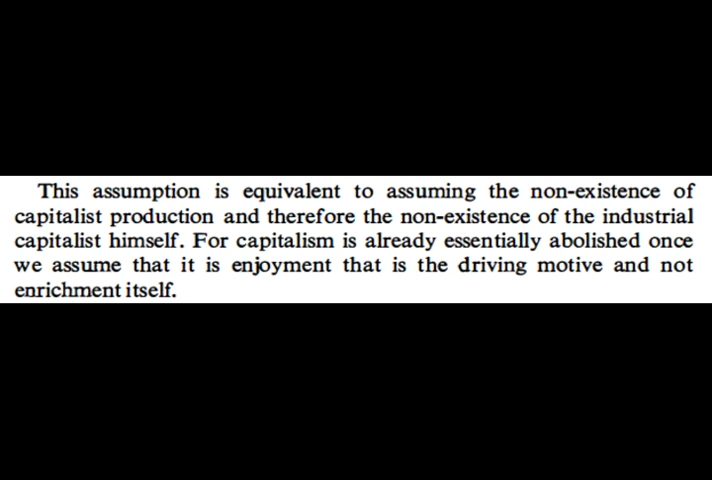 This assumption is equivalent to assuming the non-existence of
capitalist production and therefore the non-existence of the industrial
capitalist himself. For capitalism is already essentially abolished once
we assume that it is enjoyment that is the driving motive and not
enrichment itself.